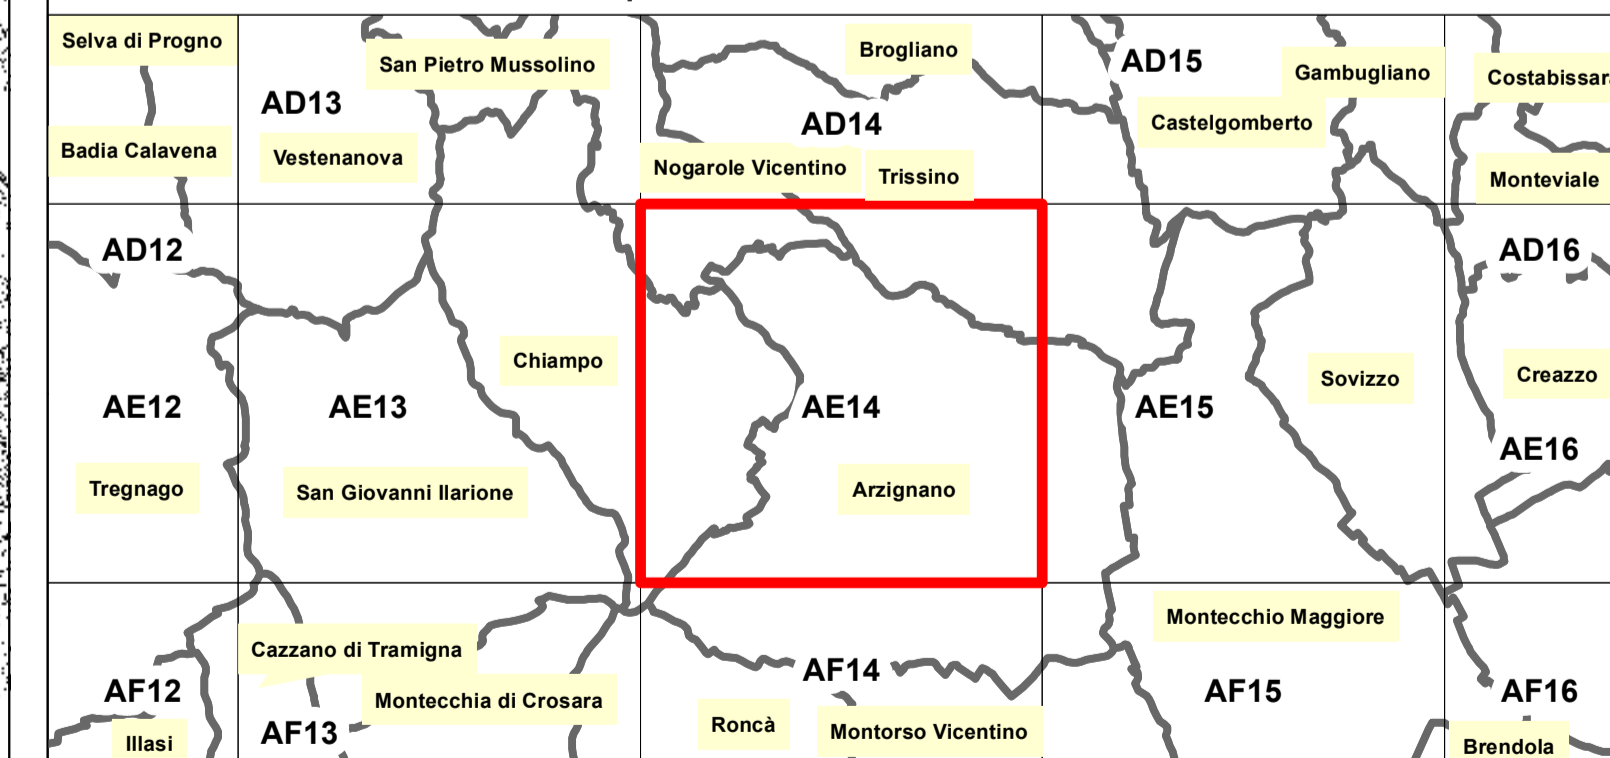 Selva di Progno
San Pietro Mussolino
Brogliano
AD15
Gambugliano
Costabissar
AD13
AD14
Castelgomberto
Badia Calavena
Vestenanova
Nogarole Vicentino
Trissino
Monteviale
AD12
AD16
Chiampo
Sovizzo
Creazzo
AE12
AE13
AE14
AE15
AE16
Tregnago
San Giovanni Ilarione
Arzignano
Montecchio Maggiore
Cazzano di Tramigna
AF14
AF12
Montecchia di Crosara
AF15
AF16
Illasi
AF13
Roncà
Montorso Vicentino
Brendola